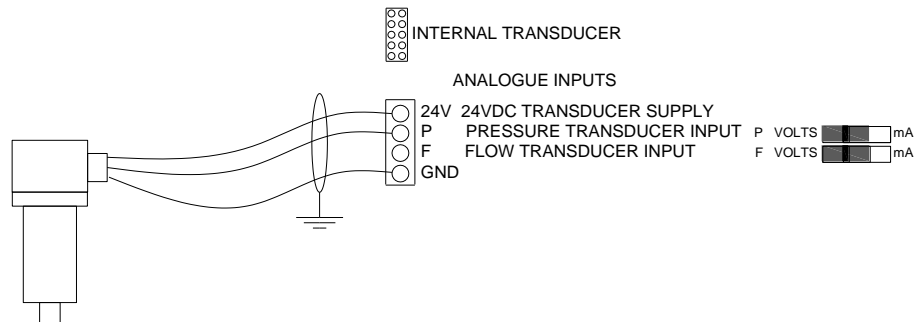 INTERNAL TRANSDUCER
ANALOGUE INPUTS
24V 24VDC TRANSDUCER SUPPLY
P PRESSURE TRANSDUCER INPUT P VOLTS mA
F FLOW TRANSDUCER INPUT F VOLTS mA
GND